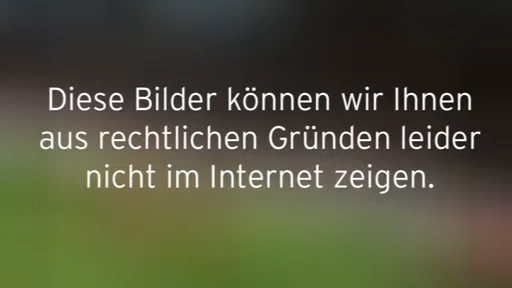 Diese Bilder können wir Ihnen
aus rechtlichen Gründen leider
nicht im Internet zeigen.